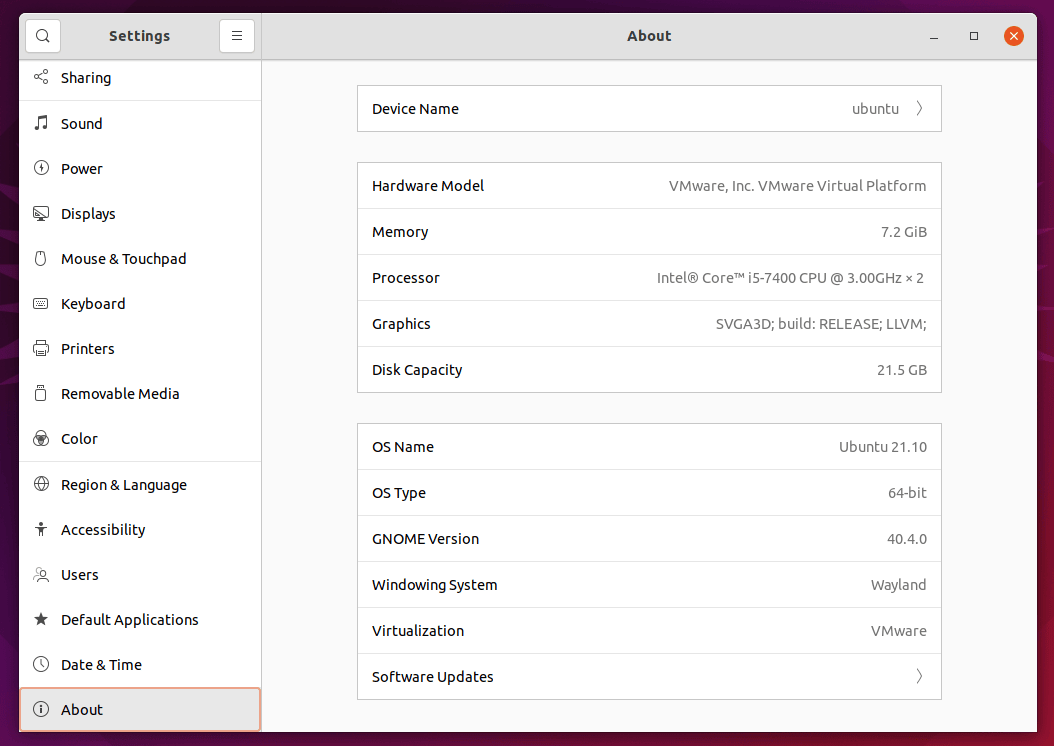 Settings
About
Sharing
Sound
Power
Displays
Mouse & Touchpad
Keyboard
Printers
Removable Media
Color
Region & Language
Accessibility
Users
Default Applications
Date & Time
About
Device Name ubuntu
Hardware Model VMware, Inc. VMware Virtual Platform
Memory 7.2 GiB
Processor Intel® Core™ i5-7400 CPU @ 3.00GHz × 2
Graphics SVGA3D; build: RELEASE; LLVM;
Disk Capacity 21.5 GB
OS Name Ubuntu 21.10
OS Type 64-bit
GNOME Version 40.4.0
Windowing System Wayland
Virtualization VMware
Software Updates